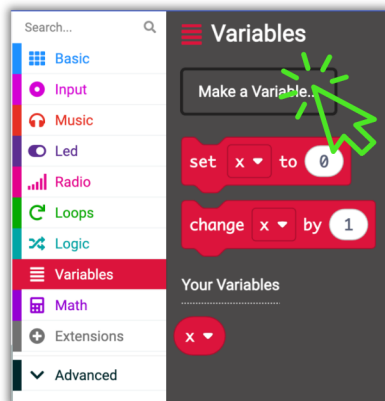 Search...
Basic
Input
Music
Led
Radio
Loops
Logic
Variables
Math
Extensions
Advanced
Variables
Make a Variable...
set x to 0
change x by 1
Your Variables
x